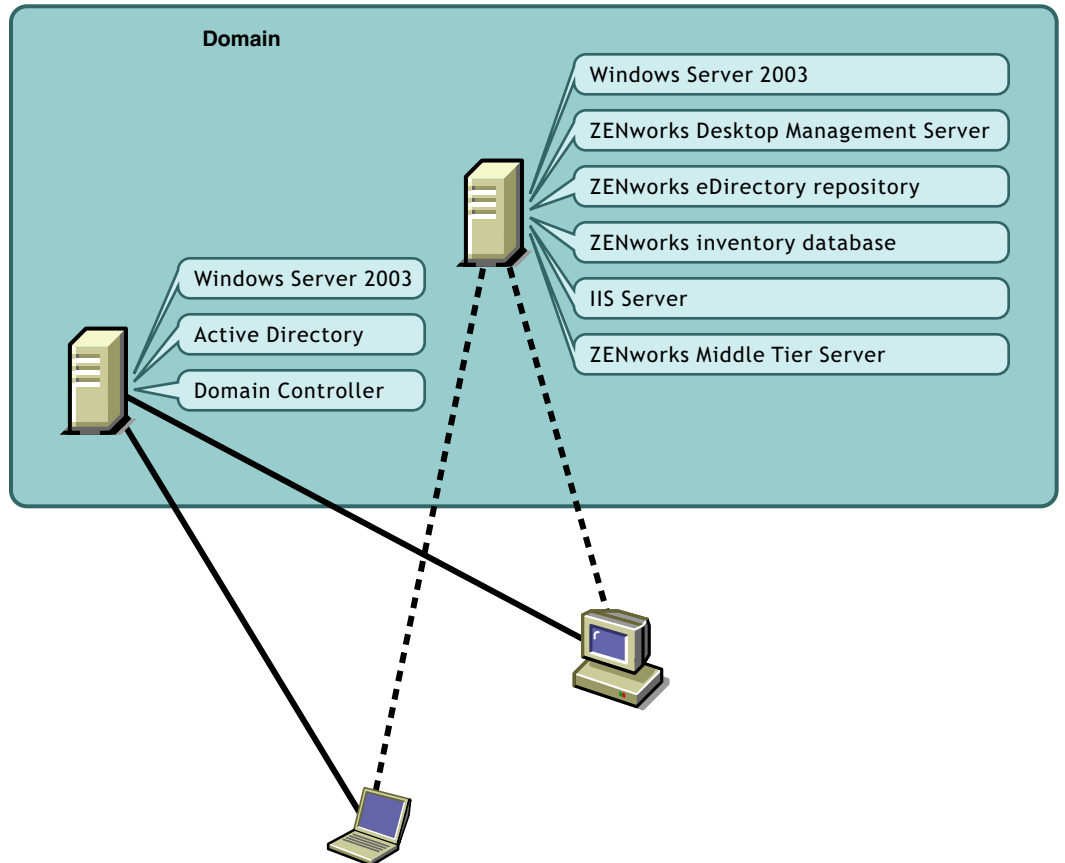 Domain
Windows Server 2003
ZENworks Desktop Management Server
ZENworks eDirectory repository
ZENworks inventory database
IIS Server
ZENworks Middle Tier Server
Windows Server 2003
Active Directory
Domain Controller